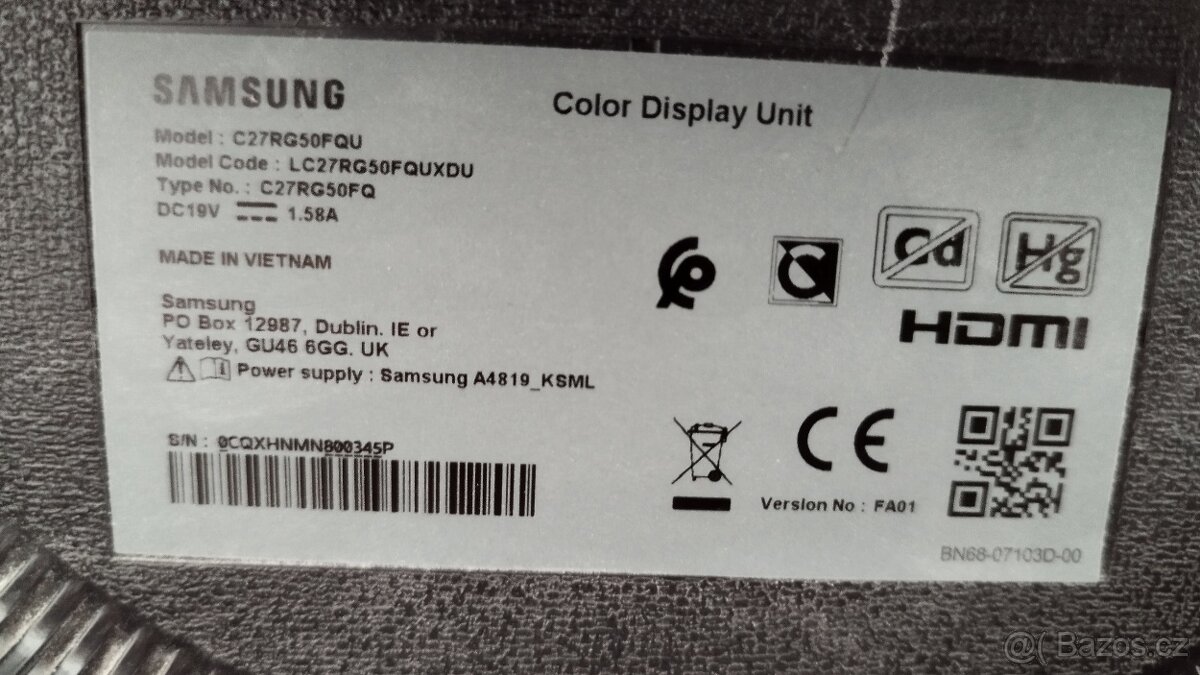 SAMSUNG
Color Display Unit
Model : C27RG50FQU
Model Code : LC27RG50FQUXDU
Type No. : C27RG50FQ
DC19V 1.58A
MADE IN VIETNAM
Samsung
PO Box 12987, Dublin. IE or
Yateley, GU46 6GG. UK
Power supply : Samsung A4819_KSML
S/N : 0CQXHNMN800345P
Cd
Hg
HDMI
CE
Version No : FA01
BN68-07103D-00
@( Bazos.cz